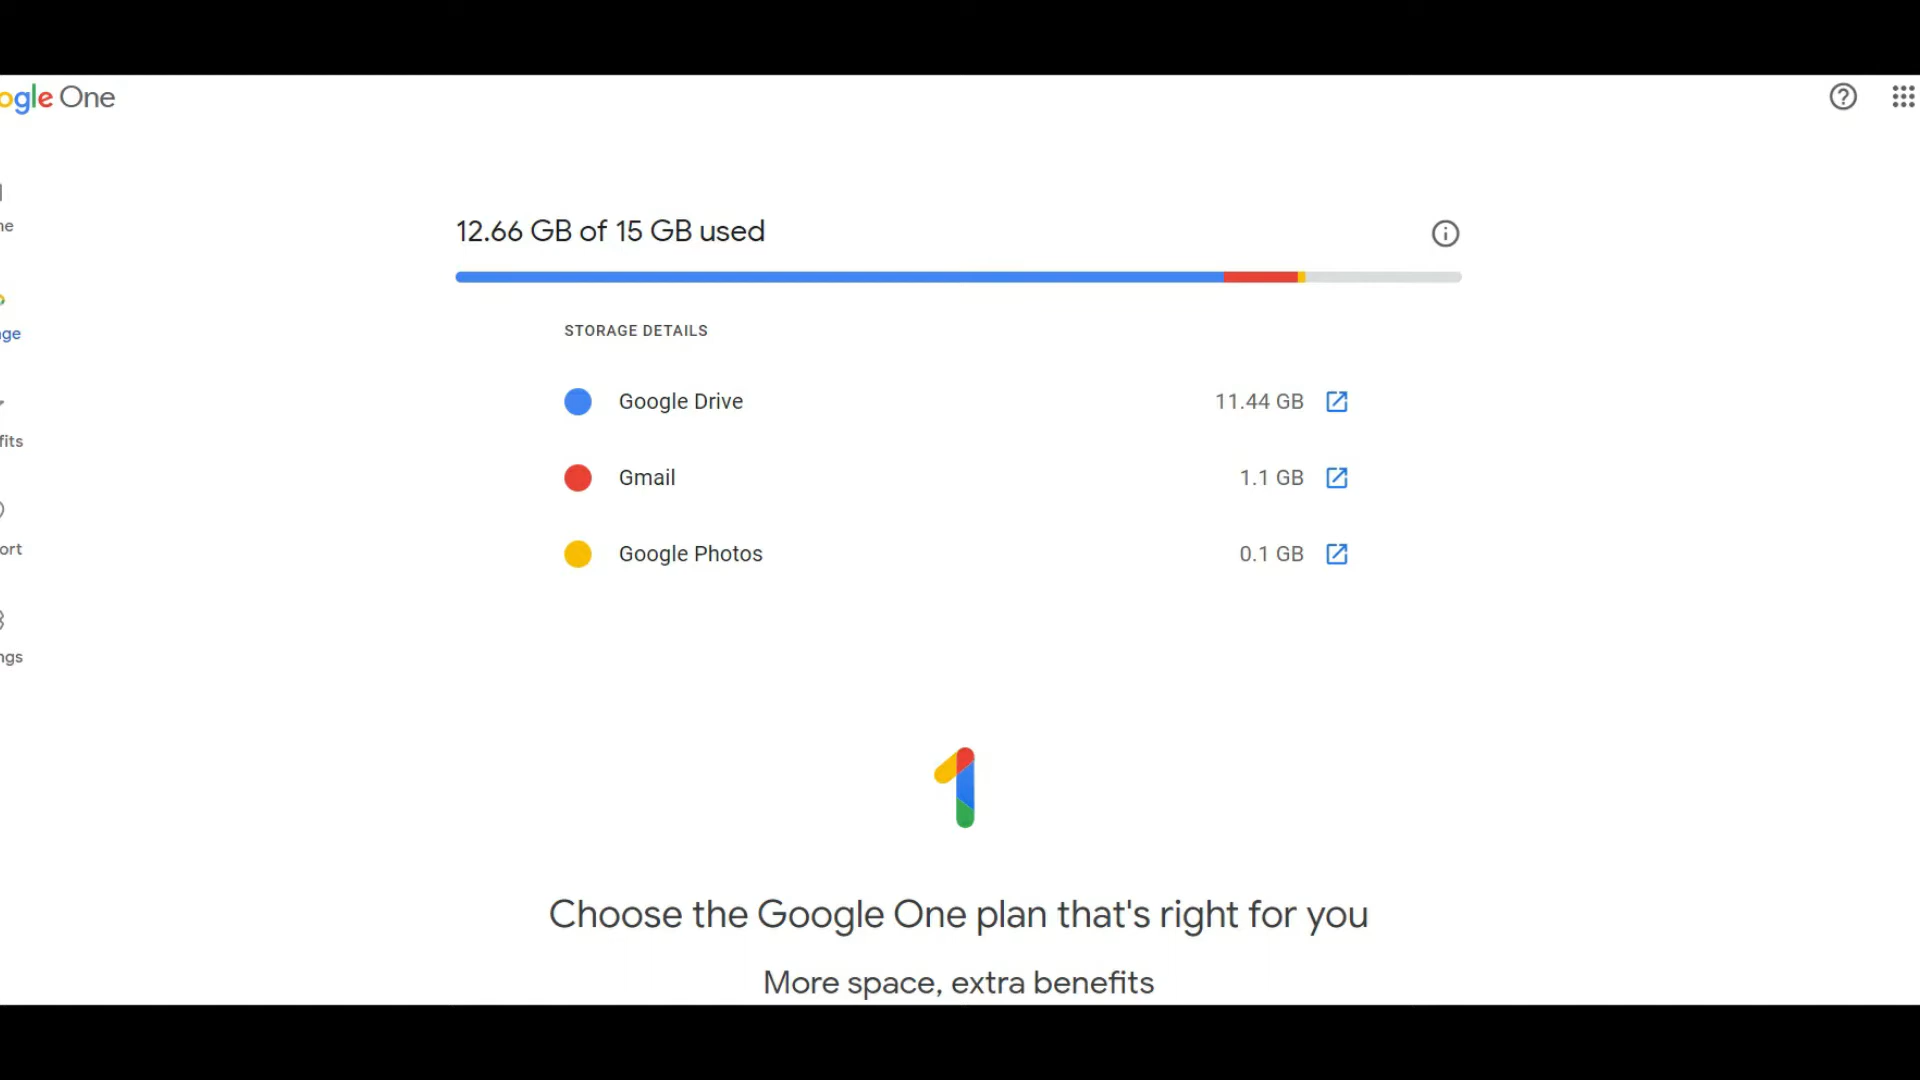 ogle One
12.66 GB of 15 GB used
STORAGE DETAILS
Google Drive 11.44 GB
Gmail 1.1 GB
Google Photos 0.1 GB
Choose the Google One plan that's right for you
More space, extra benefits